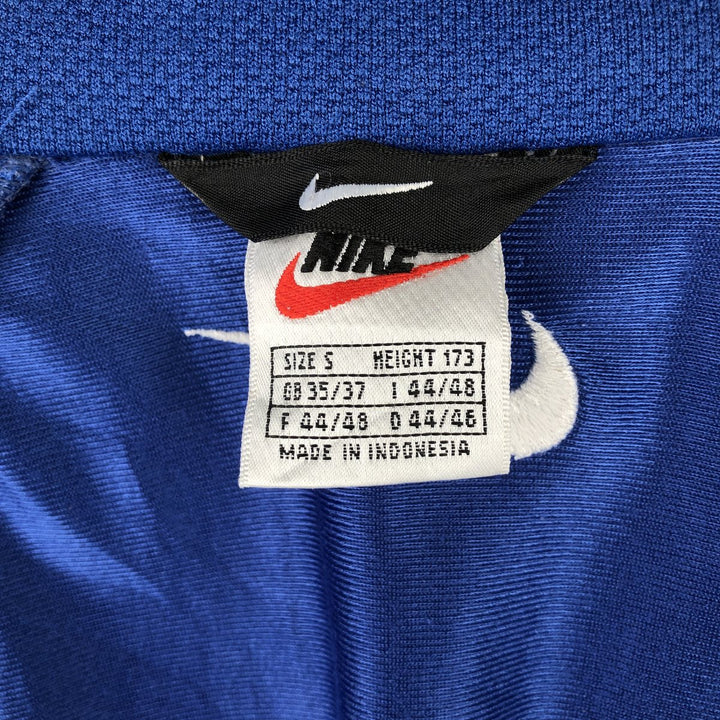 NIKE
SIZE S HEIGHT 173
GB 35/37 I 44/48
F 44/48 D 44/46
MADE IN INDONESIA